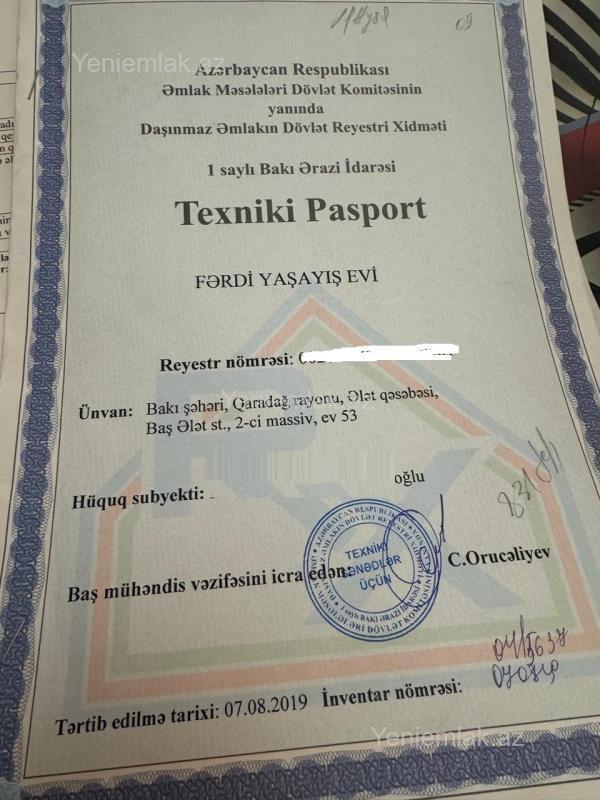 Yeniemlak.az
09
Azərbaycan Respublikası
Əmlak Məsələləri Dövlət Komitəsinin
yanında
Daşınmaz Əmlakın Dövlət Reyestri Xidməti
1 saylı Bakı Ərazi İdarəsi
Texniki Pasport
FƏRDİ YAŞAYIŞ EVİ
Reyestr nömrəsi:
Ünvan: Bakı şəhəri, Qaradağ rayonu, Ələt qəsəbəsi,
Baş Ələt st., 2-ci massiv, ev 53
Hüquq subyekti: oğlu
TEXNİKİ
SƏNƏDLƏR
ÜÇÜN
Baş mühəndis vəzifəsini icra edən: C.Orucəliyev
Tərtib edilmə tarixi: 07.08.2019 İnventar nömrəsi:
Yeniemlak.az